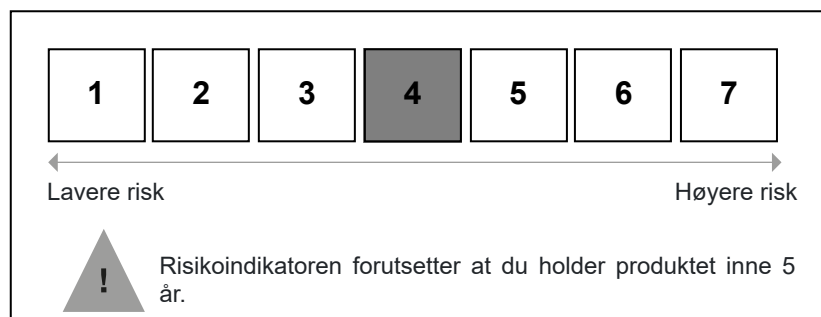 1 2 3 4 5 6 7
Lavere risk Høyere risk
! Risikoindikatoren forutsetter at du holder produktet inne 5
år.